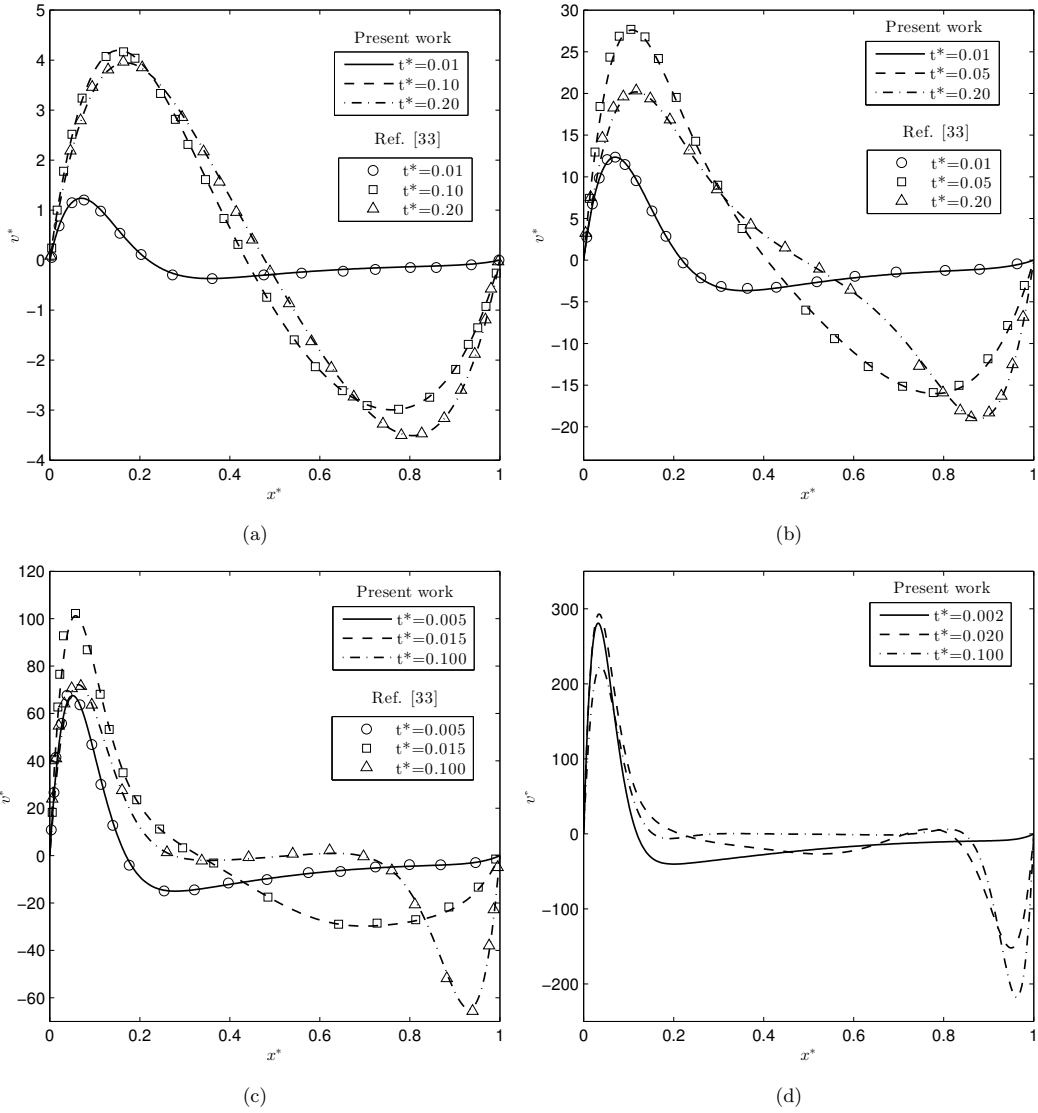 5
4
3
2
1
0
−1
−2
−3
−4
v*
0
0.2
0.4
0.6
0.8
1
x*
Present work
t*=0.01
t*=0.10
t*=0.20
Ref. [33]
t*=0.01
t*=0.10
t*=0.20
(a)
30
25
20
15
10
5
0
−5
−10
−15
−20
v*
0
0.2
0.4
0.6
0.8
1
x*
Present work
t*=0.01
t*=0.05
t*=0.20
Ref. [33]
t*=0.01
t*=0.05
t*=0.20
(b)
120
100
80
60
40
20
0
−20
−40
−60
v*
0
0.2
0.4
0.6
0.8
1
x*
Present work
t*=0.005
t*=0.015
t*=0.100
Ref. [33]
t*=0.005
t*=0.015
t*=0.100
(c)
300
200
100
0
−100
−200
v*
0
0.2
0.4
0.6
0.8
1
x*
Present work
t*=0.002
t*=0.020
t*=0.100
(d)